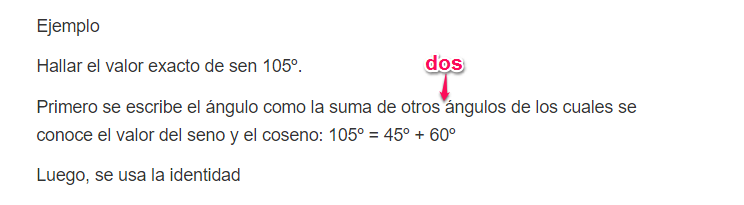 Ejemplo
Hallar el valor exacto de sen 105º.
dos
Primero se escribe el ángulo como la suma de otros ángulos de los cuales se
conoce el valor del seno y el coseno: 105º = 45º + 60º
Luego, se usa la identidad